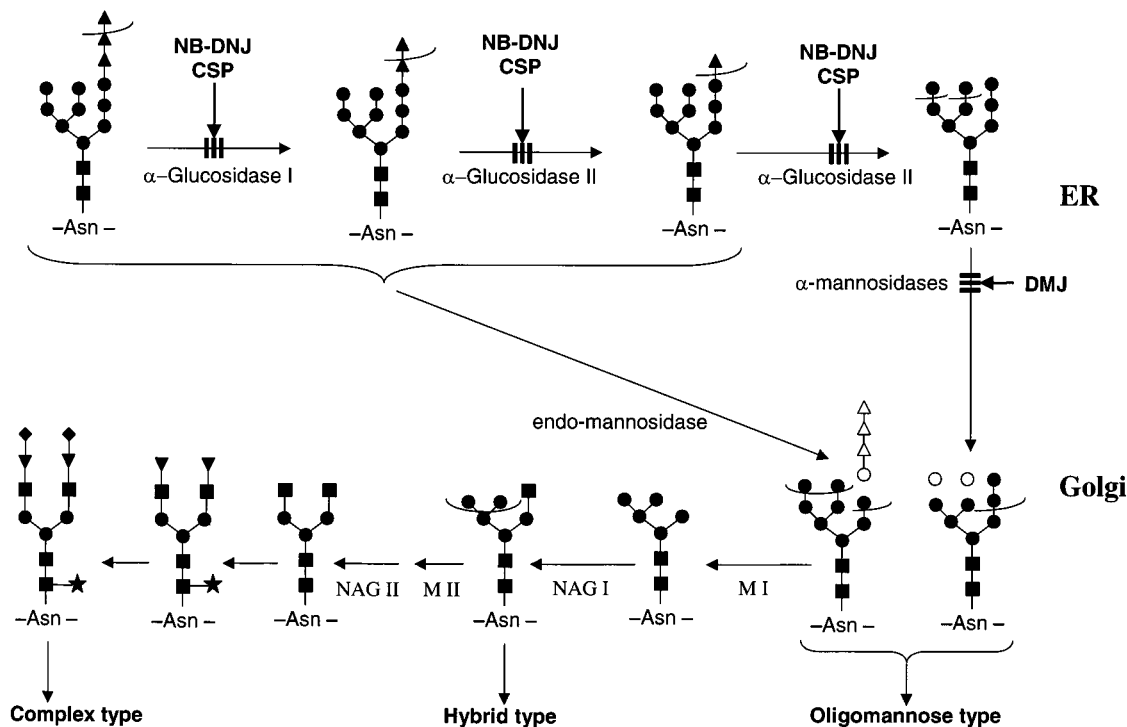 NB-DNJ
CSP
NB-DNJ
CSP
NB-DNJ
CSP
α–Glucosidase I
α–Glucosidase II
α–Glucosidase II
ER
–Asn –
–Asn –
–Asn –
–Asn –
α-mannosidases
DMJ
endo-mannosidase
Golgi
NAG II
M II
NAG I
M I
–Asn –
–Asn –
–Asn –
–Asn –
–Asn –
–Asn –
–Asn –
Complex type
Hybrid type
Oligomannose type